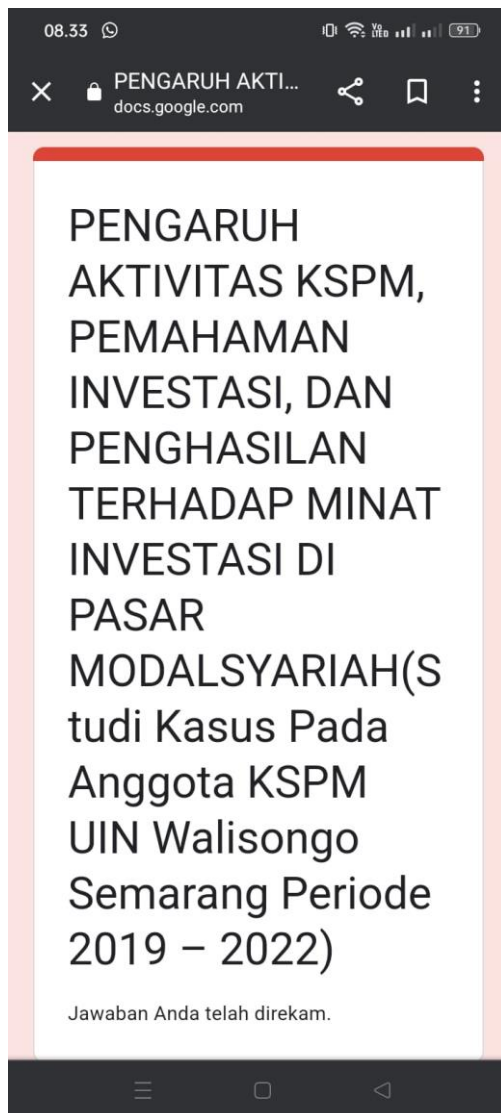 08.33
91
PENGARUH AKTI...
docs.google.com
PENGARUH
AKTIVITAS KSPM,
PEMAHAMAN
INVESTASI, DAN
PENGHASILAN
TERHADAP MINAT
INVESTASI DI
PASAR
MODALSYARIAH(S
tudi Kasus Pada
Anggota KSPM
UIN Walisongo
Semarang Periode
2019 – 2022)
Jawaban Anda telah direkam.